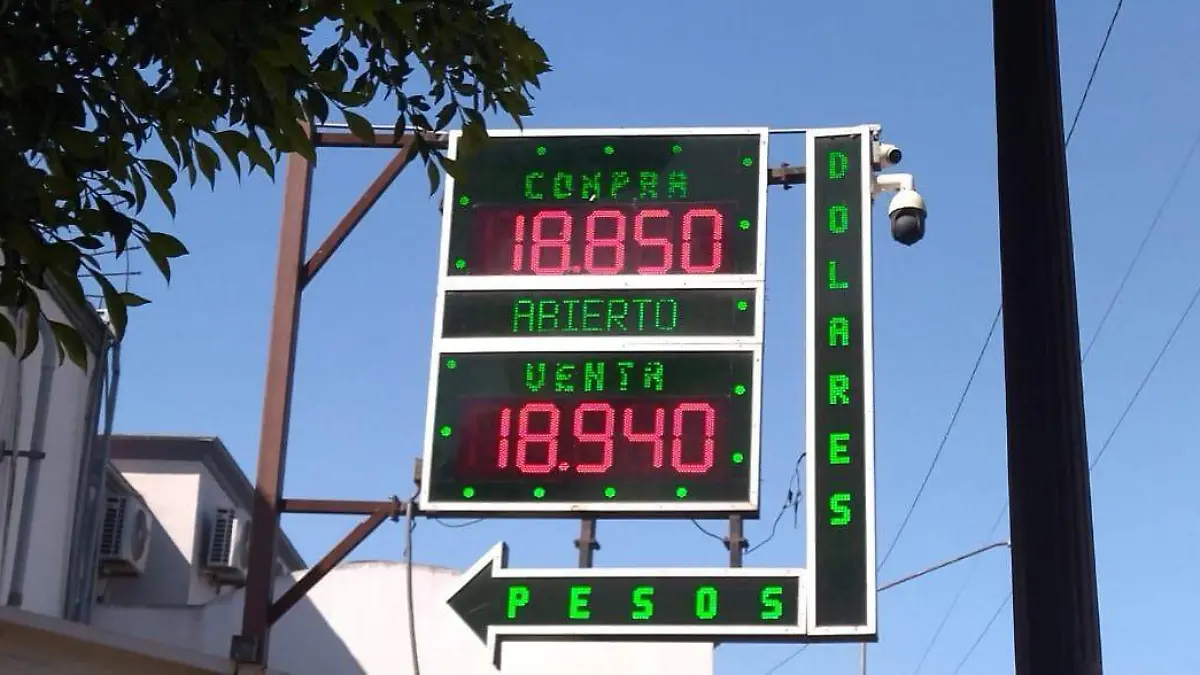 COMPRA
18.850
ABIERTO
VENTA
18.940
DOLARES
PESOS